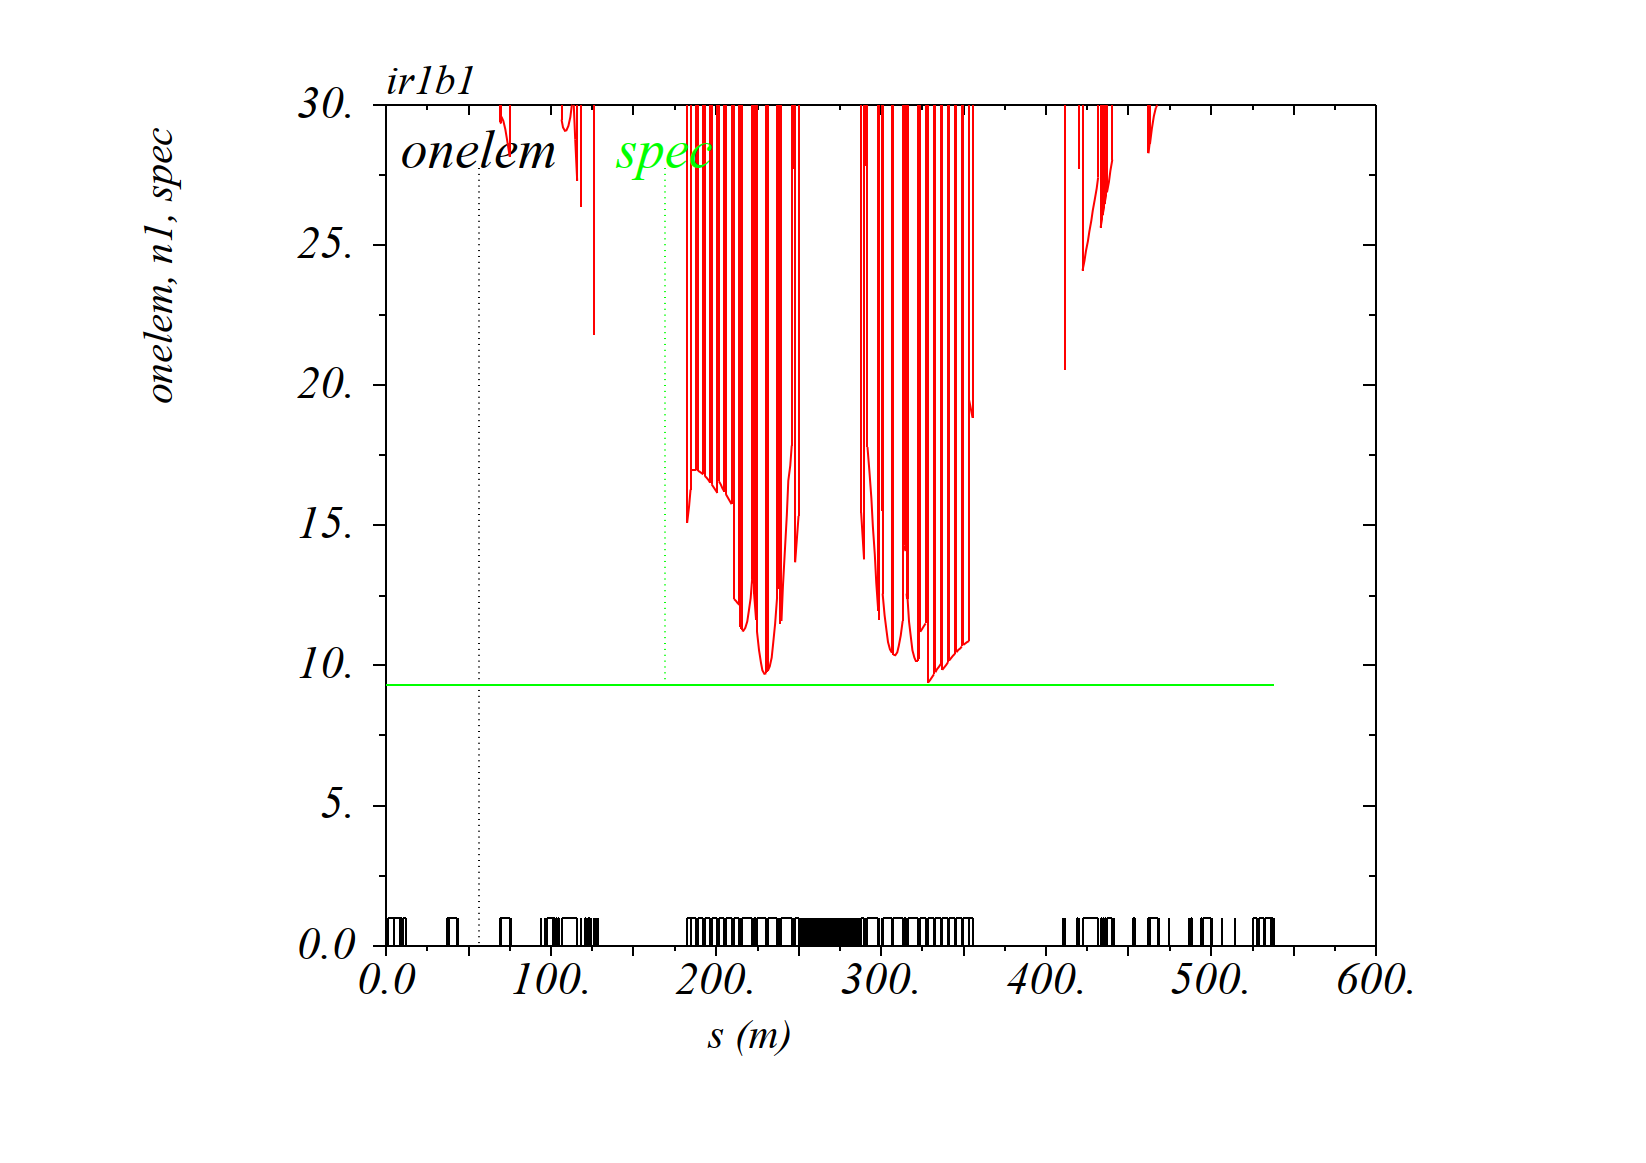 ir1b1
onelem, n1, spec
onelem
spec
30.
25.
20.
15.
10.
5.
0.0
0.0 100. 200. 300. 400. 500. 600.
s (m)